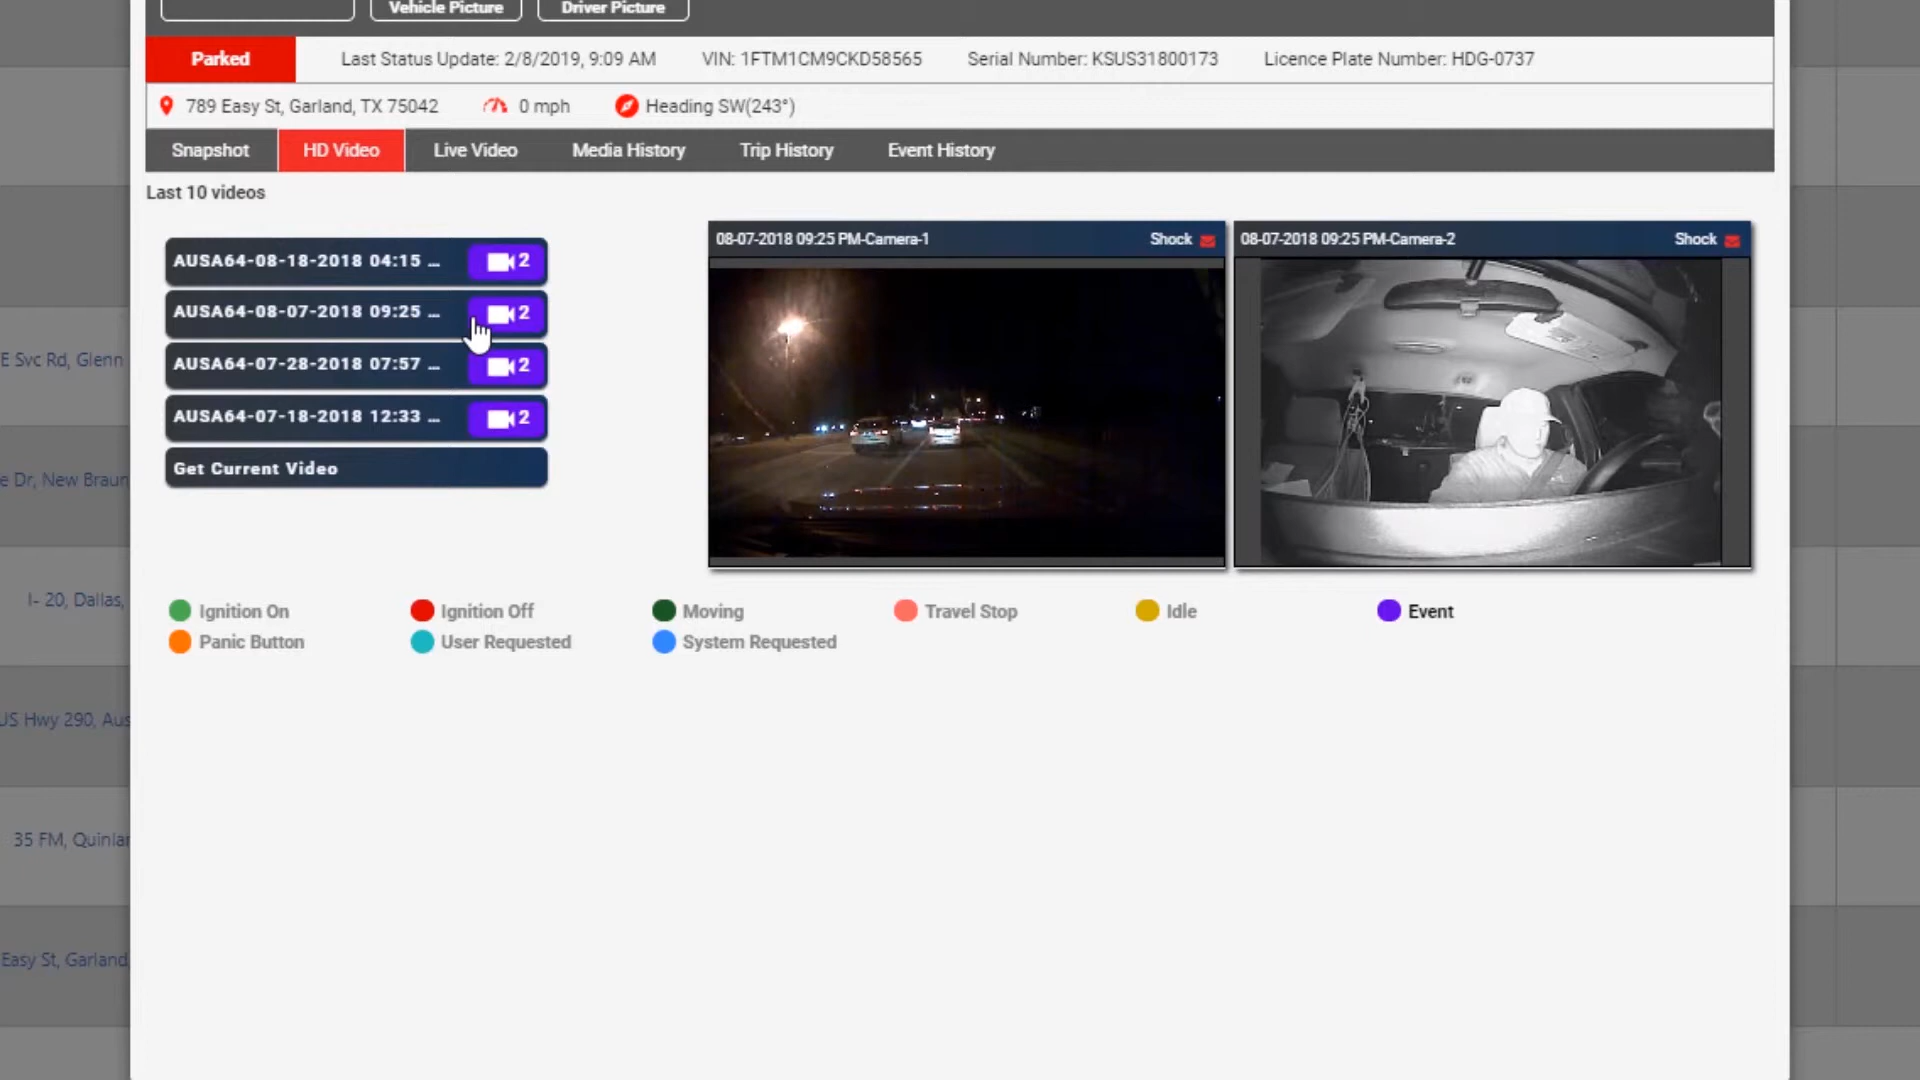 Vehicle Picture
Driver Picture
Parked
Last Status Update: 2/8/2019, 9:09 AM
VIN: 1FTM1CM9CKD58565
Serial Number: KSUS31800173
Licence Plate Number: HDG-0737
789 Easy St, Garland, TX 75042
0 mph
Heading SW(243°)
Snapshot
HD Video
Live Video
Media History
Trip History
Event History
Last 10 videos
AUSA64-08-18-2018 04:15 ...
2
AUSA64-08-07-2018 09:25 ...
2
AUSA64-07-28-2018 07:57 ...
2
AUSA64-07-18-2018 12:33 ...
2
Get Current Video
08-07-2018 09:25 PM-Camera-1
Shock
08-07-2018 09:25 PM-Camera-2
Shock
Ignition On
Ignition Off
Moving
Travel Stop
Idle
Event
Panic Button
User Requested
System Requested
E Svc Rd, Glenn
e Dr, New Braun
I- 20, Dallas,
US Hwy 290, Aus
35 FM, Quinlan
Easy St, Garland,